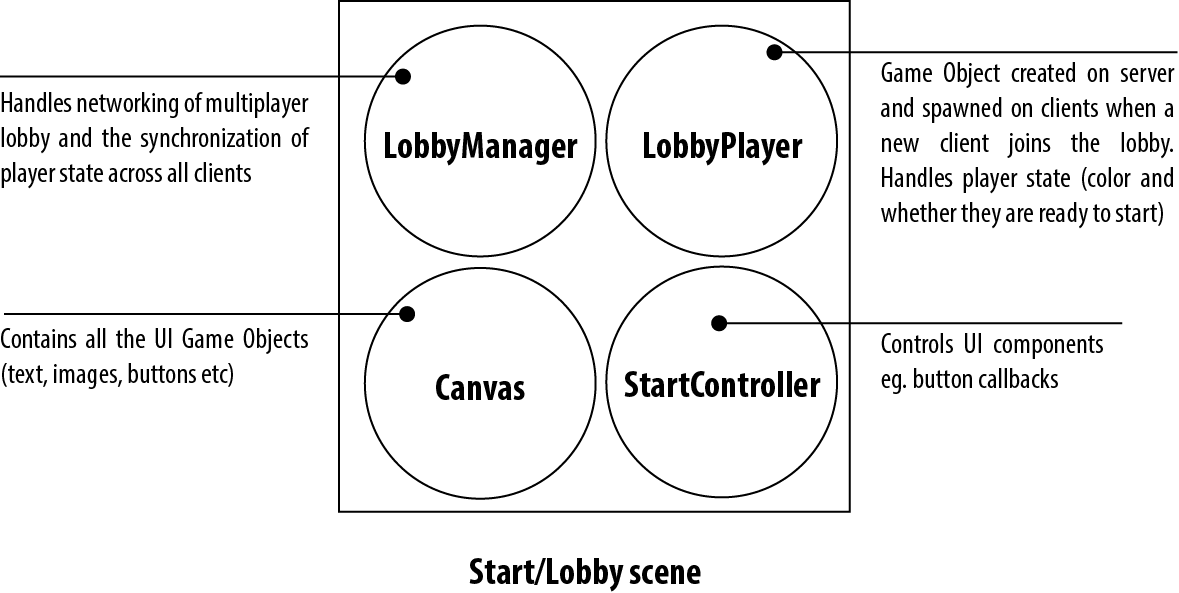 Handles networking of multiplayer
lobby and the synchronization of
player state across all clients
LobbyManager
LobbyPlayer
Game Object created on server
and spawned on clients when a
new client joins the lobby.
Handles player state (color and
whether they are ready to start)
Contains all the UI Game Objects
(text, images, buttons etc)
Canvas
StartController
Controls UI components
eg. button callbacks
Start/Lobby scene